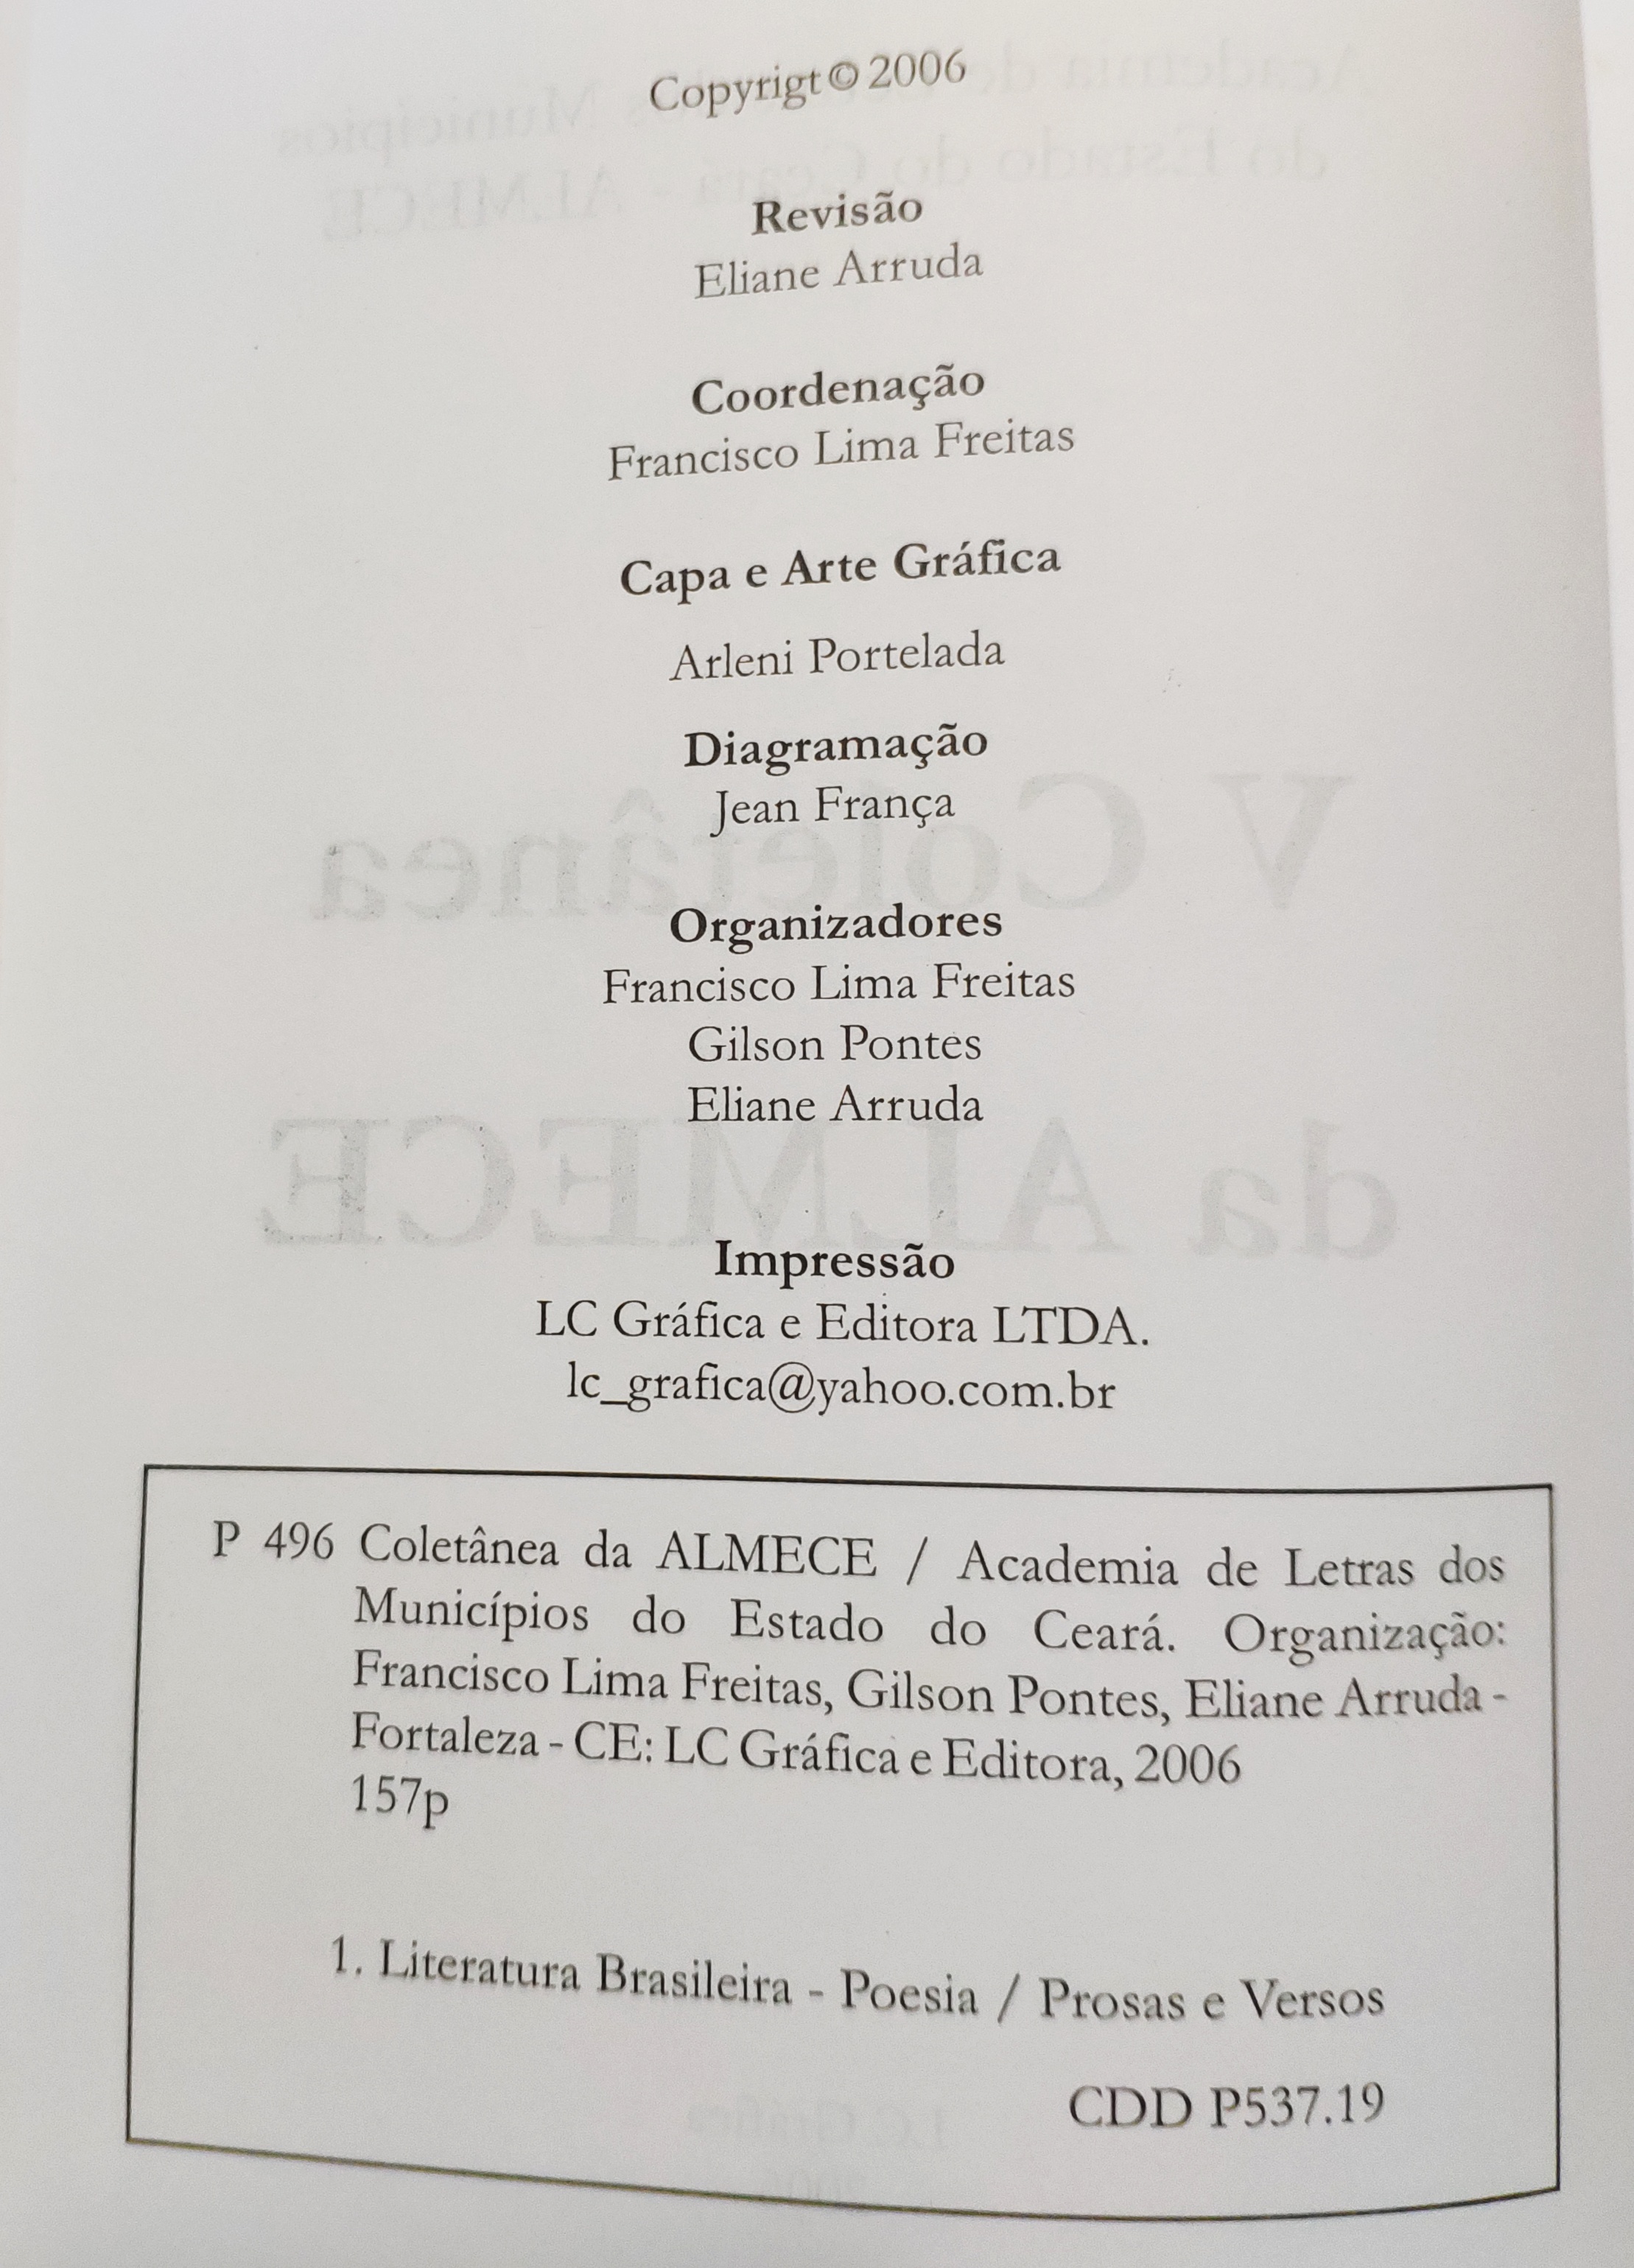 Copyrigt © 2006
Revisão
Eliane Arruda
Coordenação
Francisco Lima Freitas
Capa e Arte Gráfica
Arleni Portelada
Diagramação
Jean França
Organizadores
Francisco Lima Freitas
Gilson Pontes
Eliane Arruda
Impressão
LC Gráfica e Editora LTDA.
lc_grafica@yahoo.com.br
P 496 Coletânea da ALMECE / Academia de Letras dos
Municípios do Estado do Ceará. Organização:
Francisco Lima Freitas, Gilson Pontes, Eliane Arruda -
Fortaleza - CE: LC Gráfica e Editora, 2006
157p
1. Literatura Brasileira - Poesia / Prosas e Versos
CDD P537.19